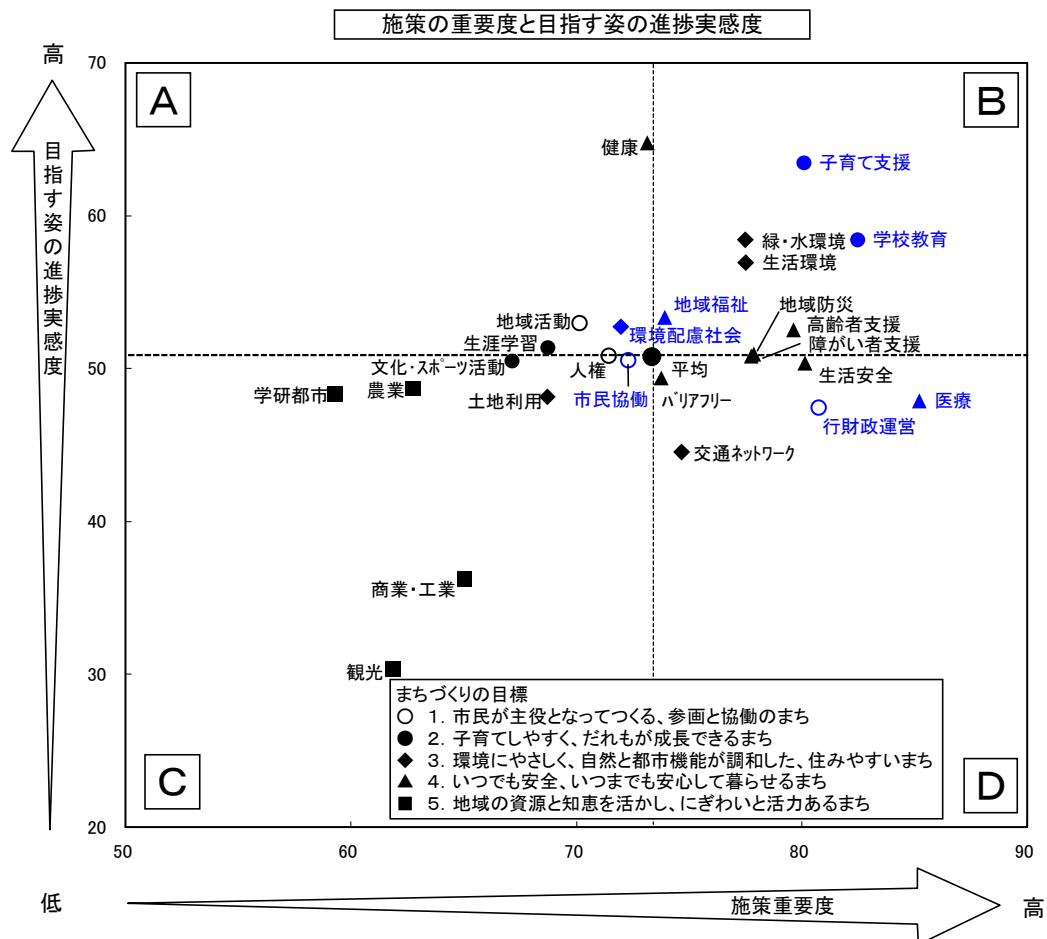 施策の重要度と目指す姿の進捗実感度
高
目指す姿の進捗実感度
低
70
60
50
40
30
20
A
B
C
D
健康
子育て支援
緑・水環境
学校教育
生活環境
地域福祉
地域防災
地域活動
環境配慮社会
高齢者支援
生涯学習
障がい者支援
文化・スポーツ活動
人権
平均
生活安全
学研都市
農業
土地利用
市民協働
バリアフリー
医療
行財政運営
交通ネットワーク
商業・工業
観光
まちづくりの目標
○ 1. 市民が主役となってつくる、参画と協働のまち
● 2. 子育てしやすく、だれもが成長できるまち
◆ 3. 環境にやさしく、自然と都市機能が調和した、住みやすいまち
▲ 4. いつでも安全、いつまでも安心して暮らせるまち
■ 5. 地域の資源と知恵を活かし、にぎわいと活力あるまち
50
60
70
80
90
施策重要度
高